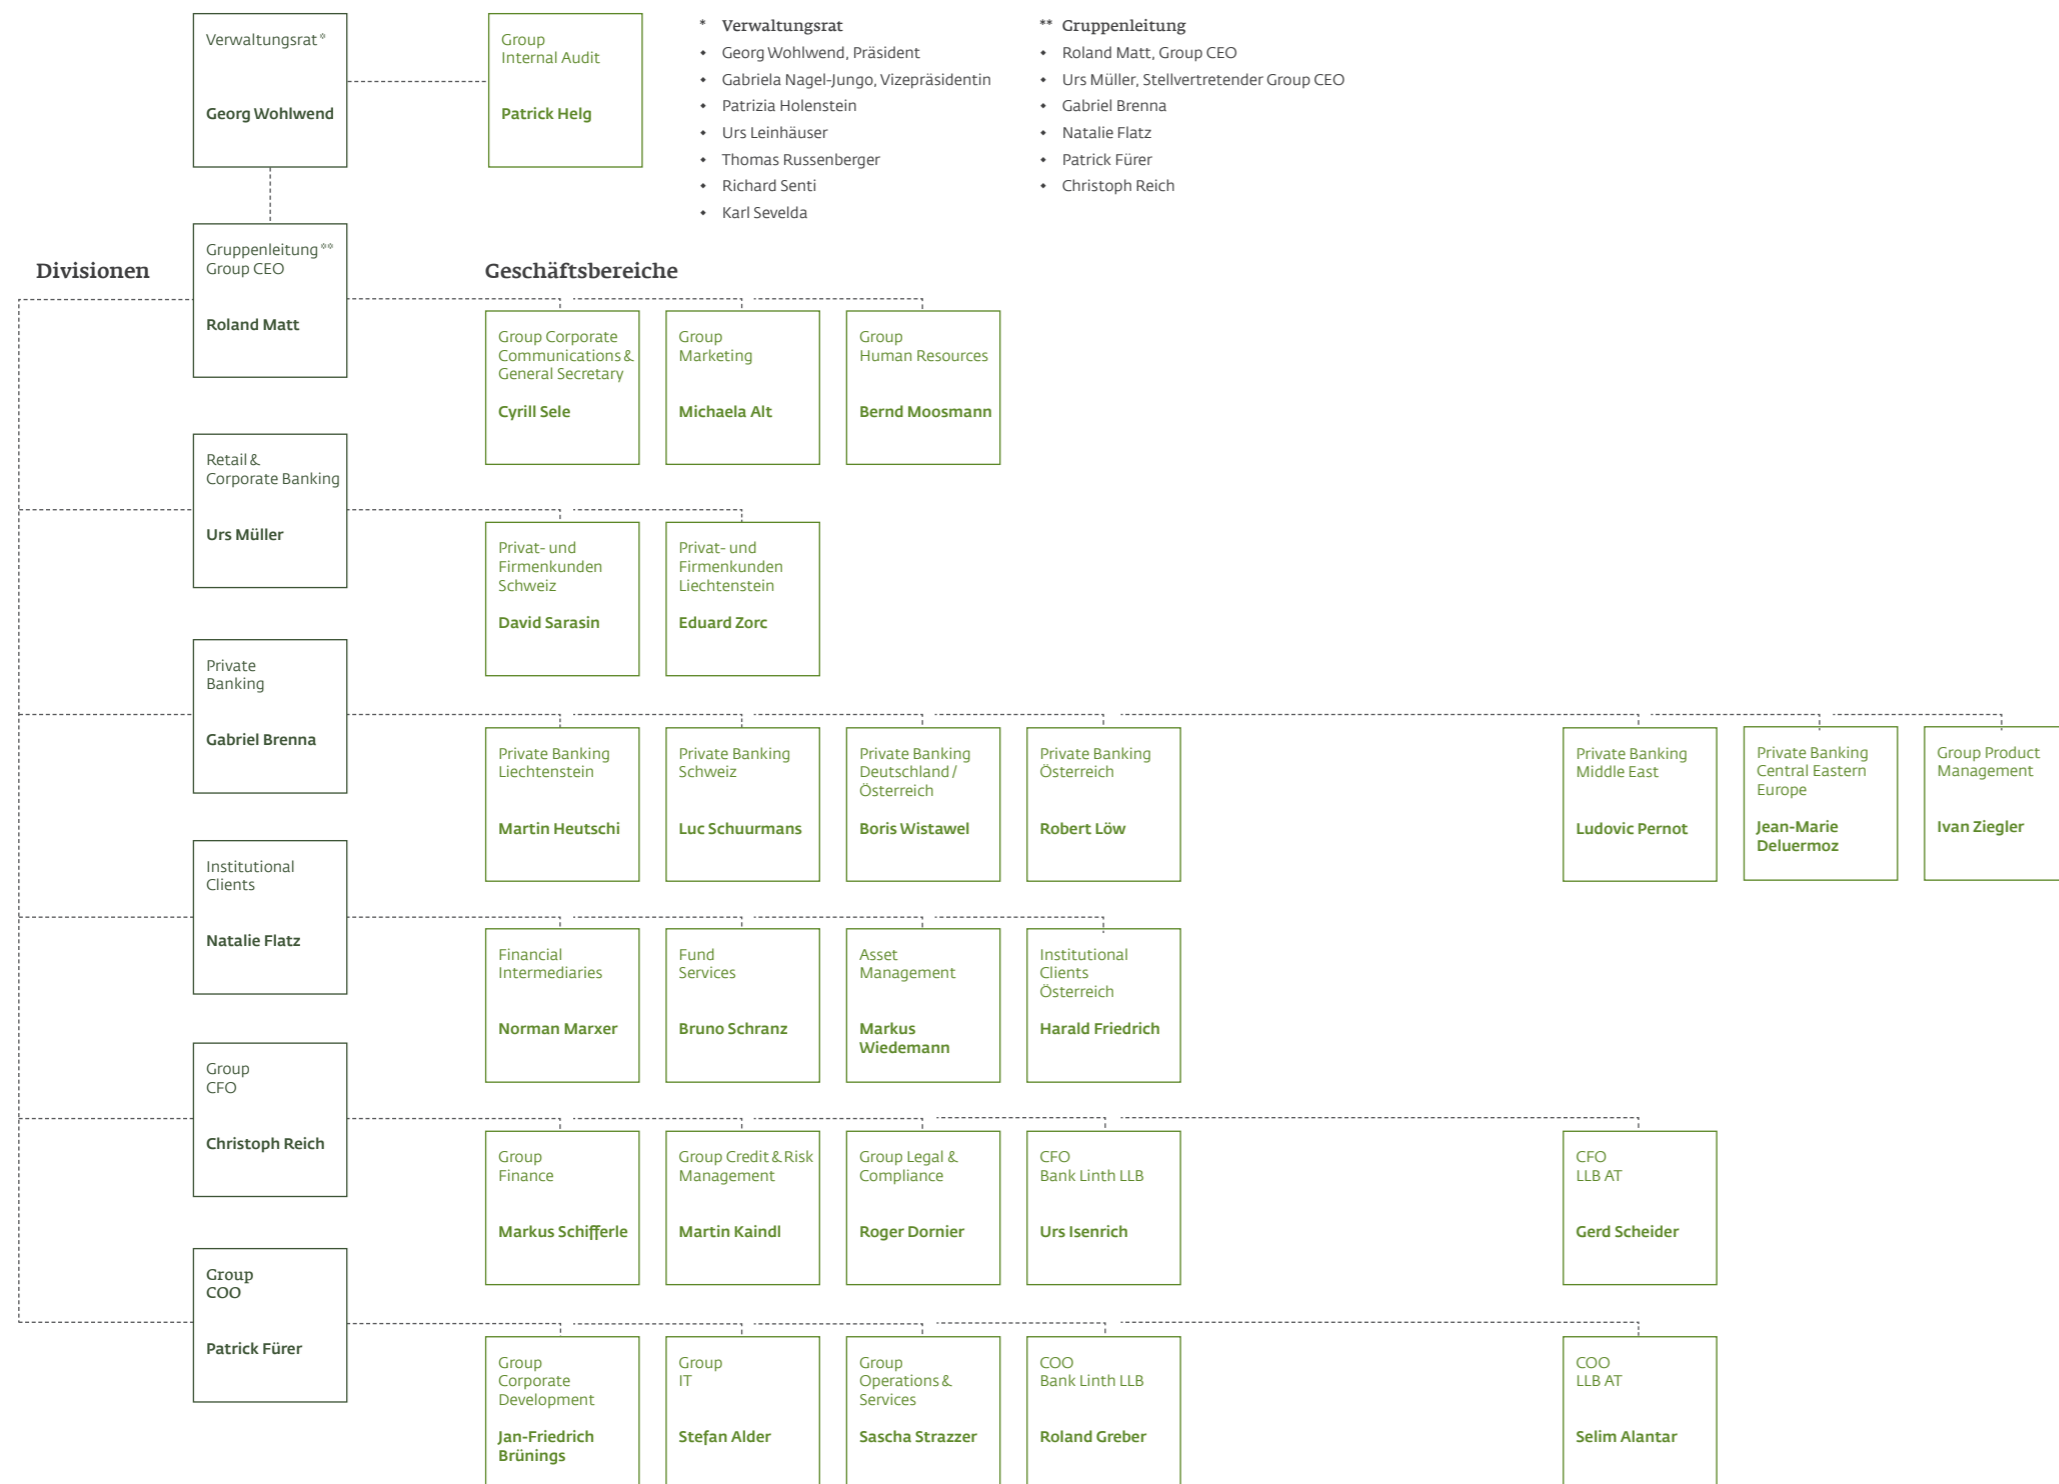 Verwaltungsrat*
Georg Wohlwend
Group
Internal Audit
Patrick Helg
* Verwaltungsrat
• Georg Wohlwend, Präsident
• Gabriela Nagel-Jungo, Vizepräsidentin
• Patrizia Holenstein
• Urs Leinhäuser
• Thomas Russenberger
• Richard Senti
• Karl Sevelda
** Gruppenleitung
• Roland Matt, Group CEO
• Urs Müller, Stellvertretender Group CEO
• Gabriel Brenna
• Natalie Flatz
• Patrick Fürer
• Christoph Reich
Divisionen
Geschäftsbereiche
Gruppenleitung**
Group CEO
Roland Matt
Group Corporate
Communications &
General Secretary
Cyrill Sele
Group
Marketing
Michaela Alt
Group
Human Resources
Bernd Moosmann
Retail &
Corporate Banking
Urs Müller
Privat- und
Firmenkunden
Schweiz
David Sarasin
Privat- und
Firmenkunden
Liechtenstein
Eduard Zorc
Private
Banking
Gabriel Brenna
Private Banking
Liechtenstein
Martin Heutschi
Private Banking
Schweiz
Luc Schuurmans
Private Banking
Deutschland /
Österreich
Boris Wistawel
Private Banking
Österreich
Robert Löw
Private Banking
Middle East
Ludovic Pernot
Private Banking
Central Eastern
Europe
Jean-Marie
Deluermoz
Group Product
Management
Ivan Ziegler
Institutional
Clients
Natalie Flatz
Financial
Intermediaries
Norman Marxer
Fund
Services
Bruno Schranz
Asset
Management
Markus
Wiedemann
Institutional
Clients
Österreich
Harald Friedrich
Group
CFO
Christoph Reich
Group
Finance
Markus Schifferle
Group Credit & Risk
Management
Martin Kaindl
Group Legal &
Compliance
Roger Dornier
CFO
Bank Linth LLB
Urs Isenrich
CFO
LLB AT
Gerd Scheider
Group
COO
Patrick Fürer
Group
Corporate
Development
Jan-Friedrich
Brünings
Group
IT
Stefan Alder
Group
Operations &
Services
Sascha Strazzer
COO
Bank Linth LLB
Roland Greber
COO
LLB AT
Selim Alantar